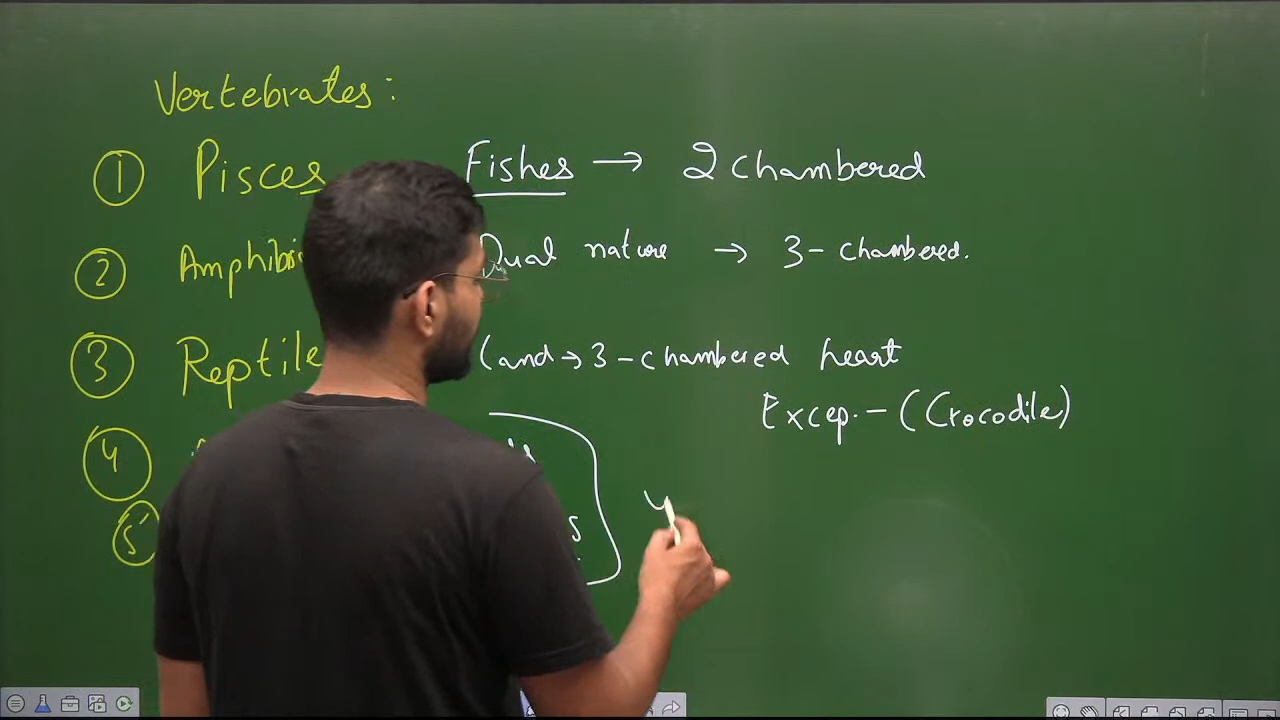 Vertebrates:
① Pisces Fishes → 2 chambered
② Dual nature → 3 - chambered.
③ Reptile Land → 3 - chambered heart
Excep. - (Crocodile)
④
⑤